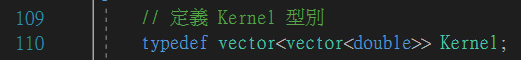 109 // 定義 Kernel 型別
110 typedef vector<vector<double>> Kernel;